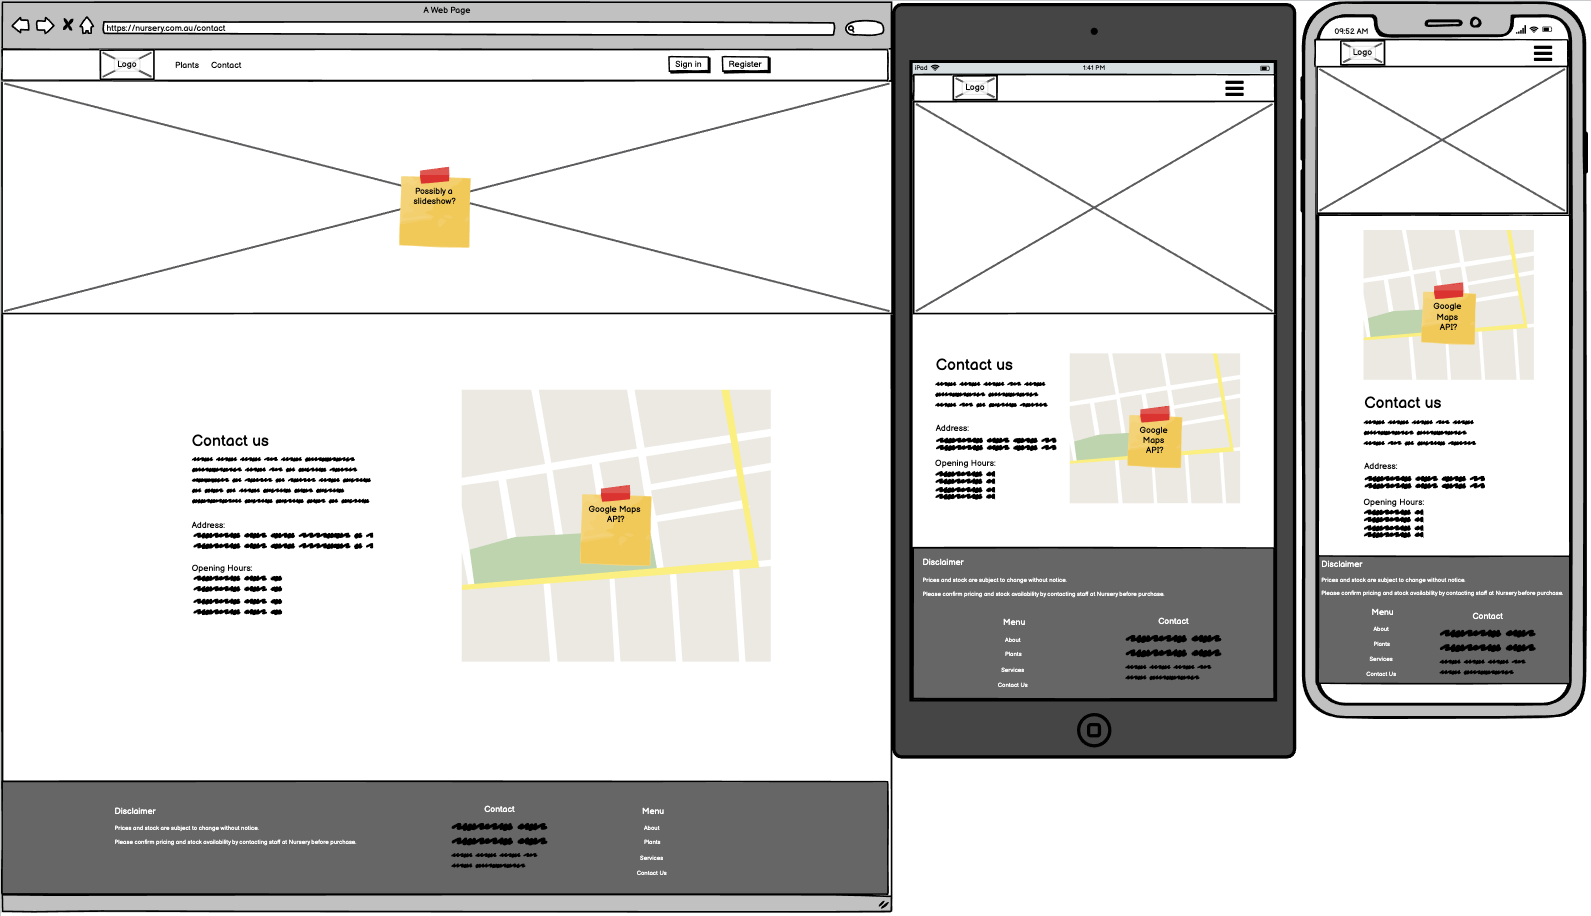 A Web Page
https://nursery.com.au/contact
Logo
Plants
Contact
Sign in
Register
Possibly a
slideshow?
Contact us
Address:
Opening Hours:
Google Maps
API?
Disclaimer
Prices and stock are subject to change without notice.
Please confirm pricing and stock availability by contacting staff at Nursery before purchase.
Contact
Menu
About
Plants
Services
Contact Us
iPad
1:41 PM
Logo
Contact us
Address:
Opening Hours:
Google
Maps
API?
Disclaimer
Prices and stock are subject to change without notice.
Please confirm pricing and stock availability by contacting staff at Nursery before purchase.
Menu
About
Plants
Services
Contact Us
Contact
09:52 AM
Logo
Google
Maps
API?
Contact us
Address:
Opening Hours:
Disclaimer
Prices and stock are subject to change without notice.
Please confirm pricing and stock availability by contacting staff at Nursery before purchase.
Menu
About
Plants
Services
Contact Us
Contact